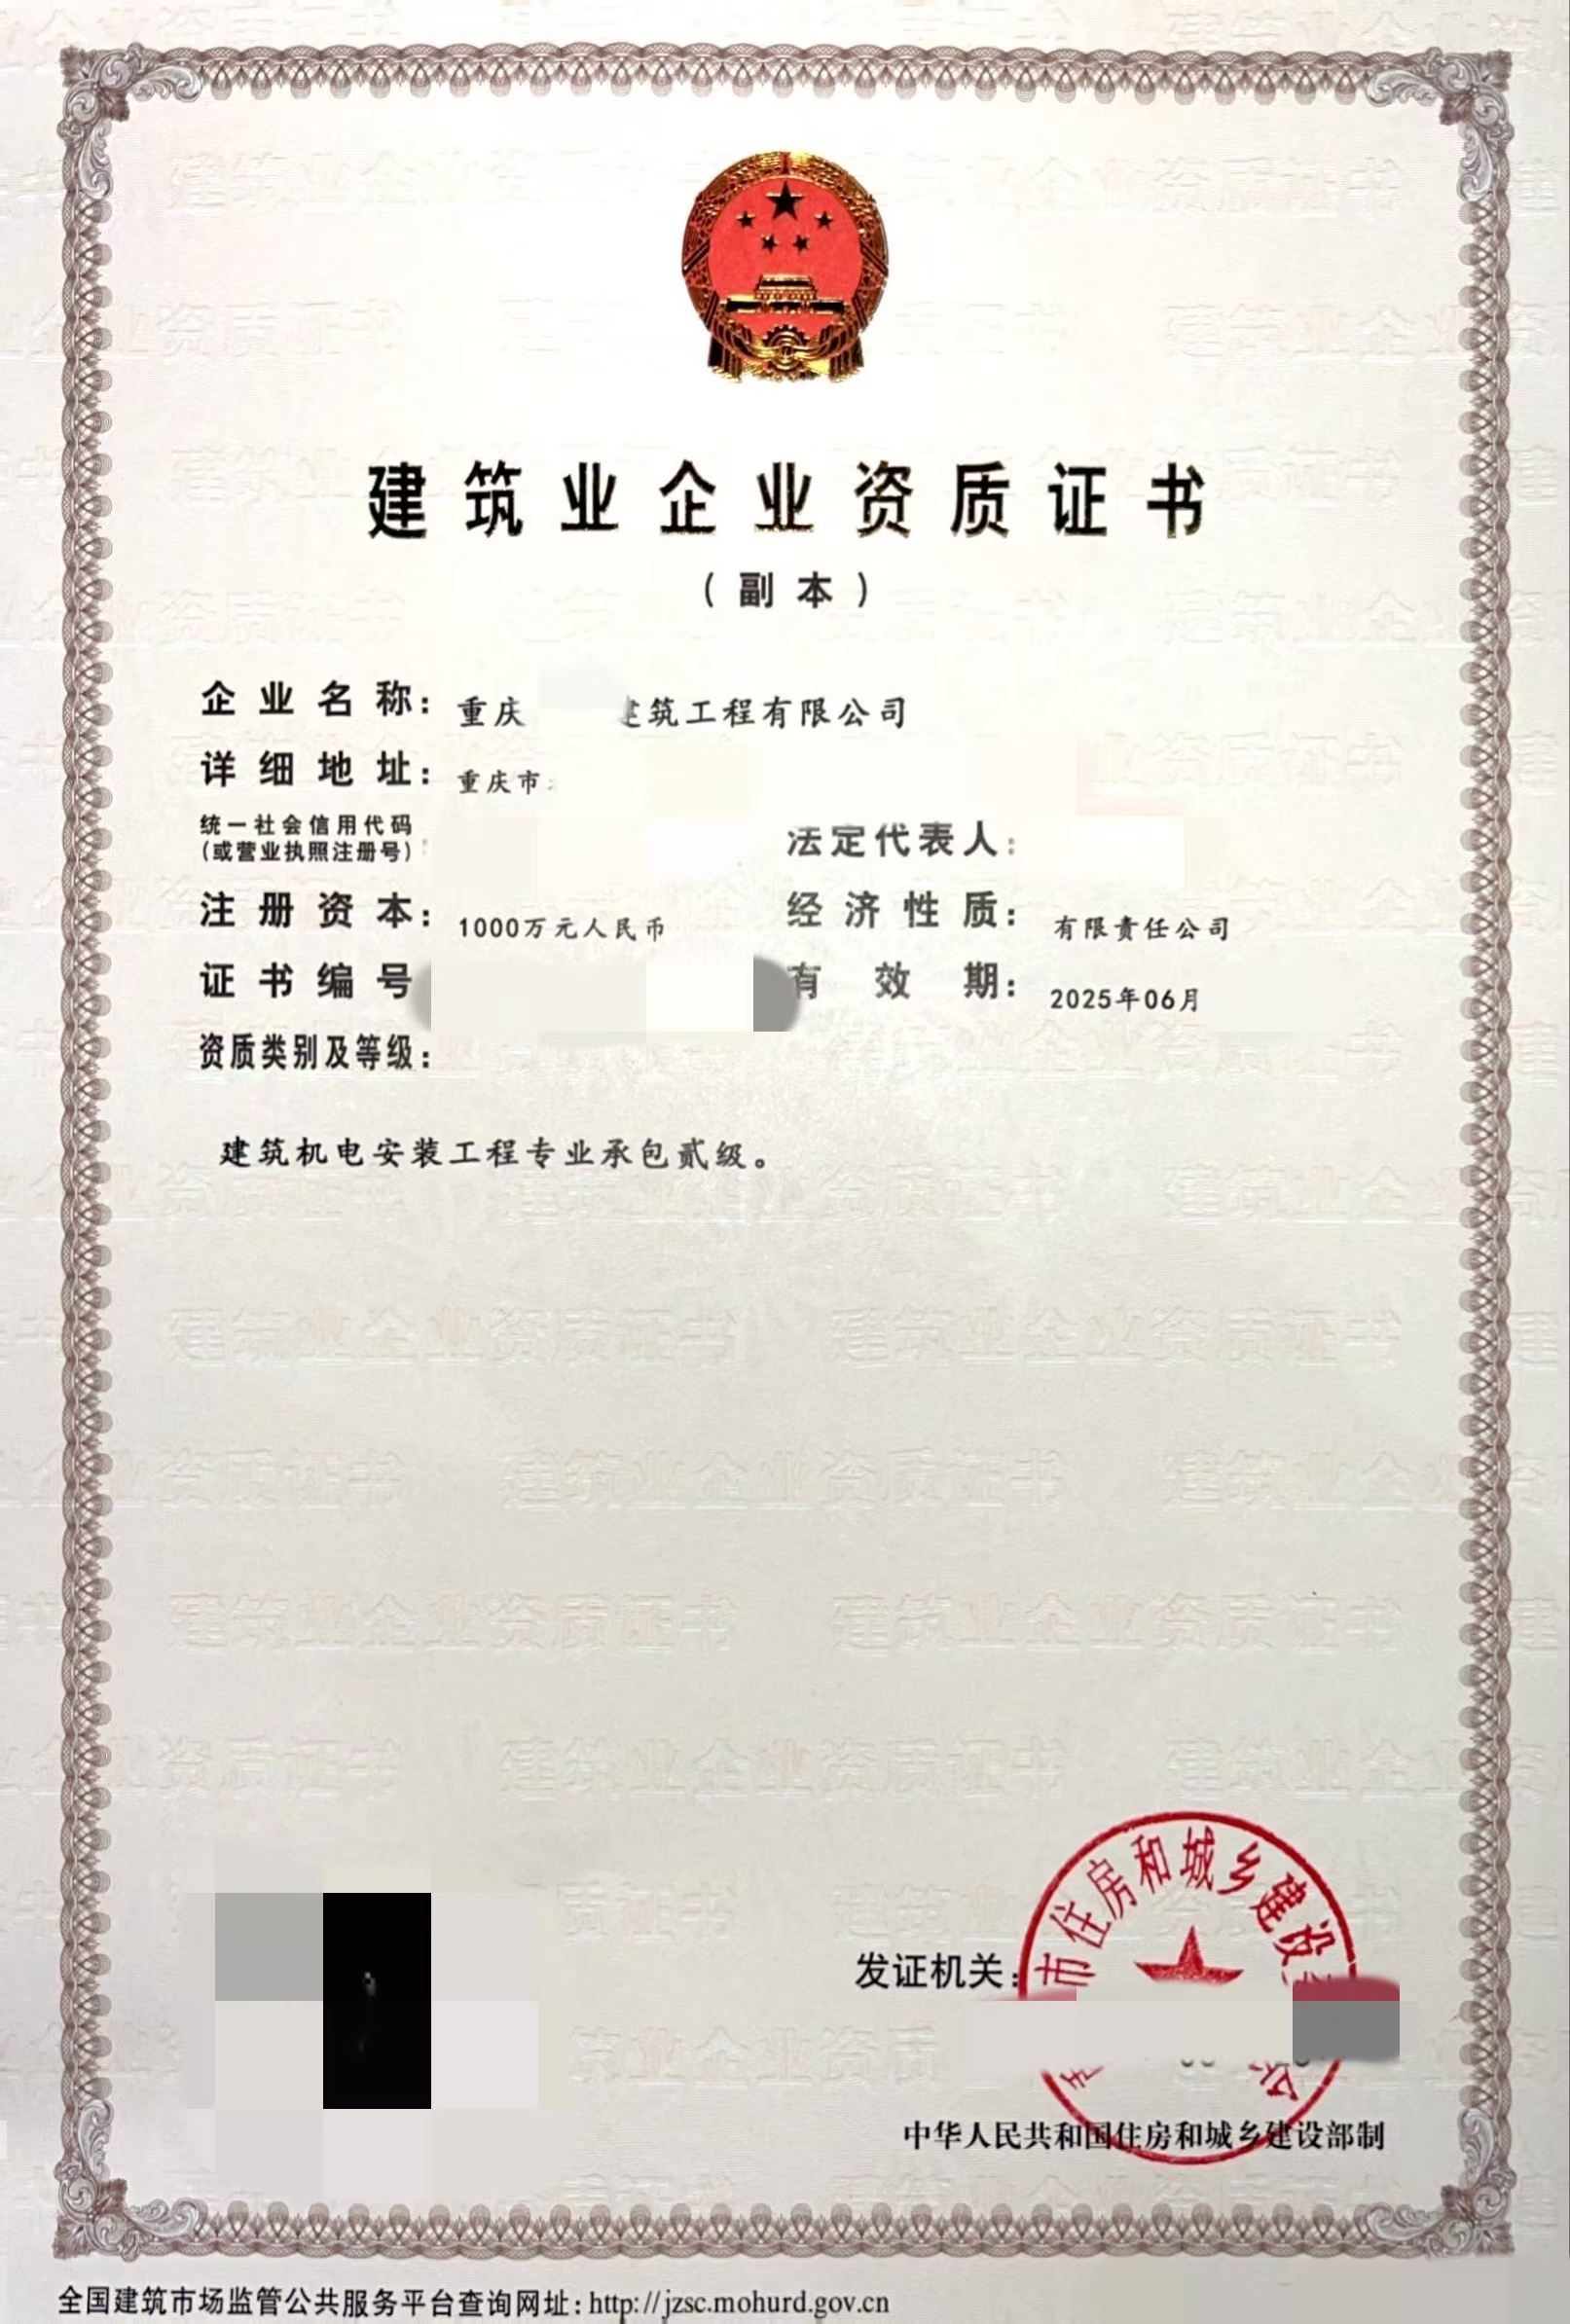 建筑业企业资质证书
（副本）
企业名称：重庆 筑工程有限公司
详细地址：重庆市
统一社会信用代码
（或营业执照注册号）
法定代表人：
注册资本：1000万元人民币 经济性质：有限责任公司
证书编号 有效期：2025年06月
资质类别及等级：
建筑机电安装工程专业承包贰级。
市住房和城乡建设
发证机关：
中华人民共和国住房和城乡建设部制
全国建筑市场监管公共服务平台查询网址：http://jzsc.mohurd.gov.cn